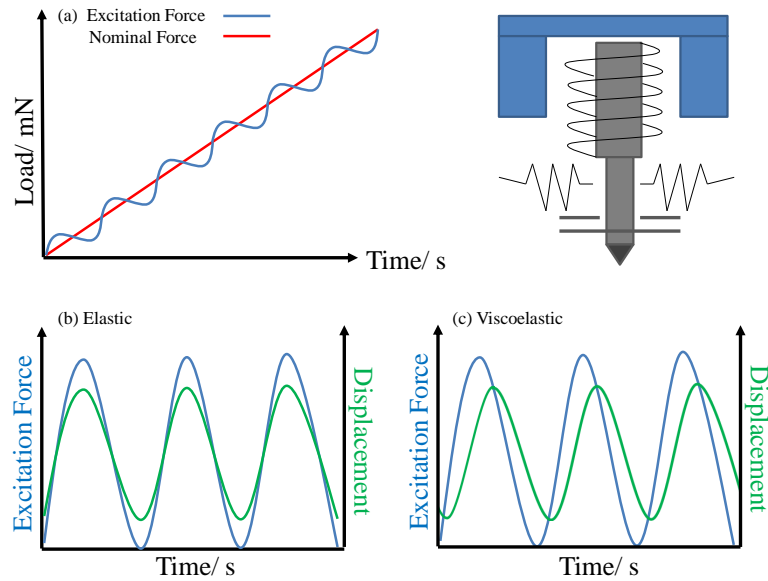 (a) Excitation Force
Nominal Force
Load/ mN
Time/ s
(b) Elastic
Excitation Force
Displacement
Time/ s
(c) Viscoelastic
Excitation Force
Displacement
Time/ s